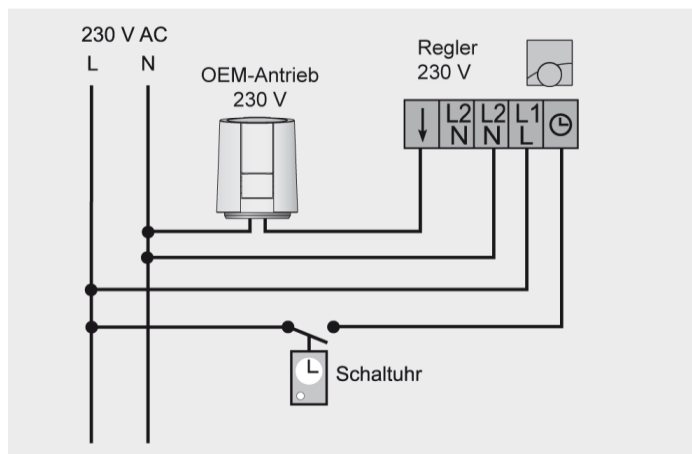 230 V AC
L N
OEM-Antrieb
230 V
Regler
230 V
L2 L2 L1
N N L
Schaltuhr